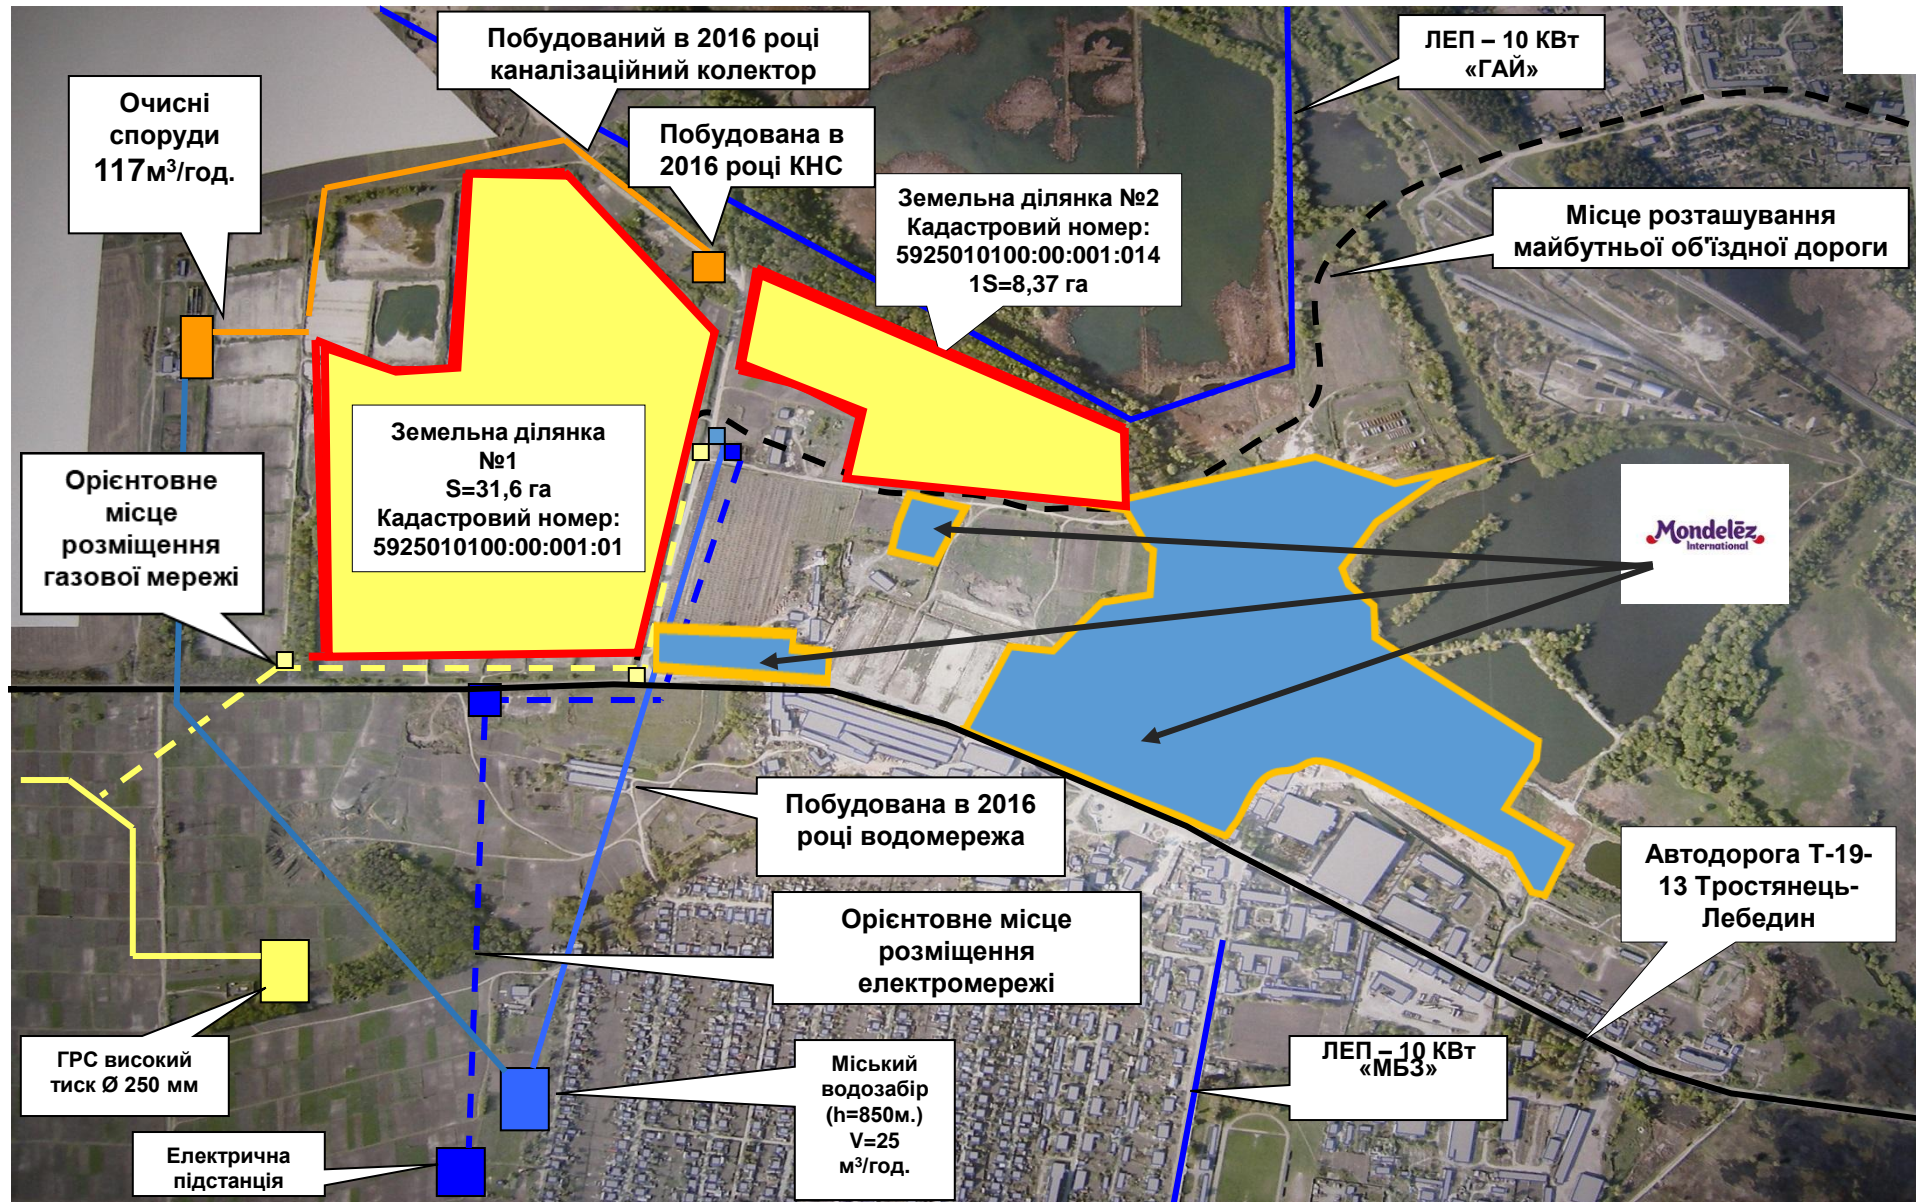 Побудований в 2016 році
каналізаційний колектор
ЛЕП – 10 КВт
«ГАЙ»
Очисні
споруди
117м³/год.
Побудована в
2016 році КНС
Земельна ділянка №2
Кадастровий номер:
5925010100:00:001:014
1S=8,37 га
Місце розташування
майбутньої об'їздної дороги
Земельна ділянка
№1
S=31,6 га
Кадастровий номер:
5925010100:00:001:01
Орієнтовне
місце
розміщення
газової мережі
Mondelēz
International
Побудована в 2016
році водомережа
Автодорога Т-19-
13 Тростянець-
Лебедин
Орієнтовне місце
розміщення
електромережі
ГРС високий
тиск Ø 250 мм
Міський
водозабір
(h=850м.)
V=25
м³/год.
ЛЕП – 10 КВт
«МБЗ»
Електрична
підстанція